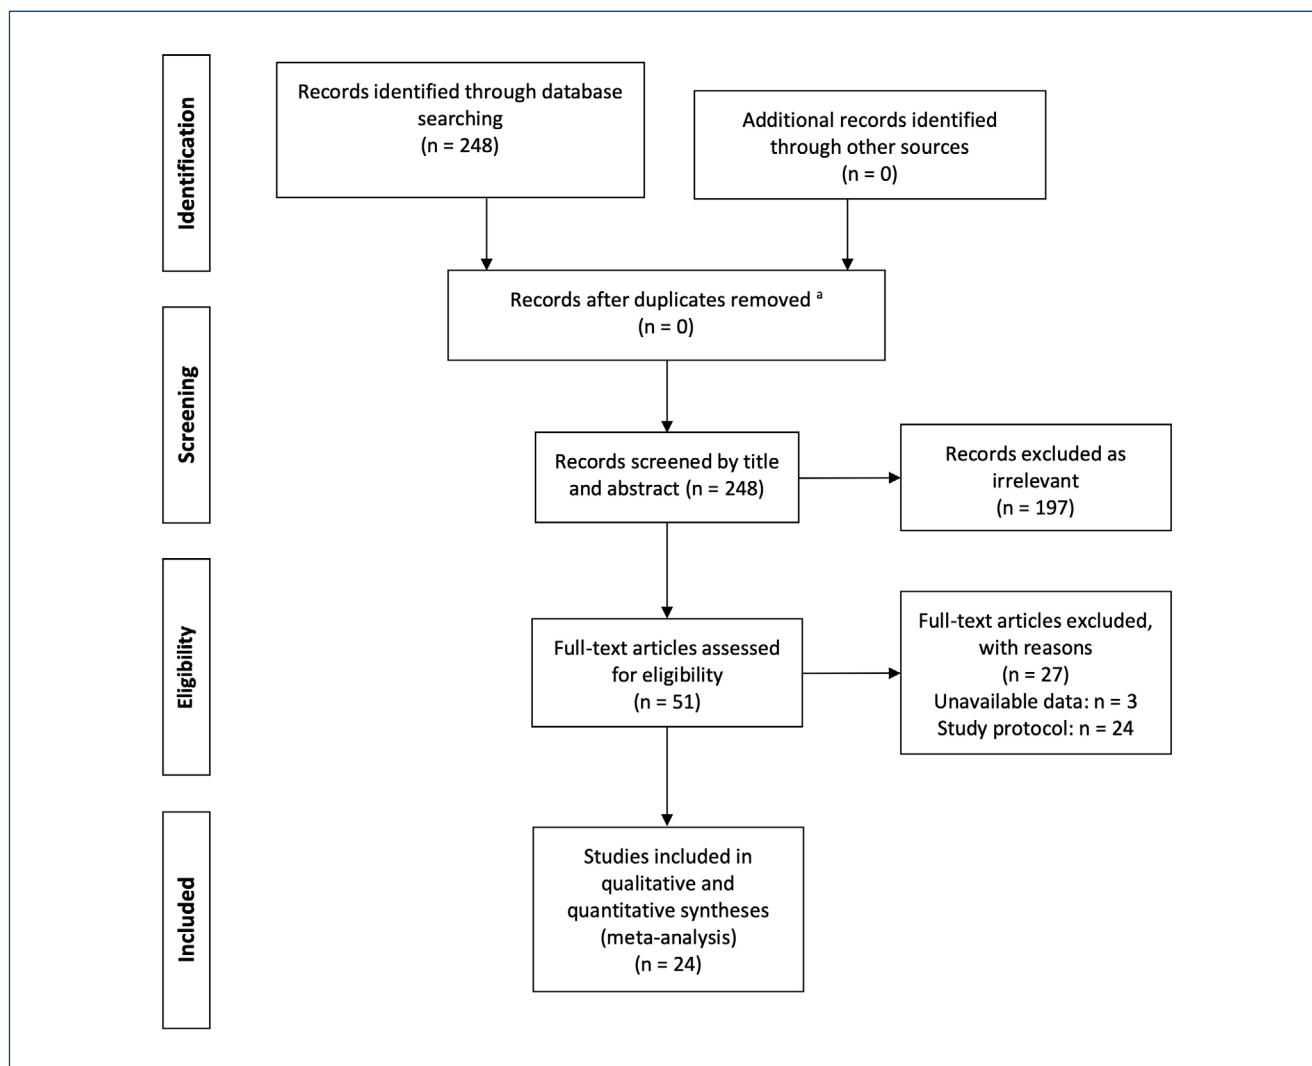 Identification
Records identified through database
searching
(n = 248)
Additional records identified
through other sources
(n = 0)
Records after duplicates removed ᵃ
(n = 0)
Screening
Records screened by title
and abstract (n = 248)
Records excluded as
irrelevant
(n = 197)
Eligibility
Full-text articles assessed
for eligibility
(n = 51)
Full-text articles excluded,
with reasons
(n = 27)
Unavailable data: n = 3
Study protocol: n = 24
Included
Studies included in
qualitative and
quantitative syntheses
(meta-analysis)
(n = 24)